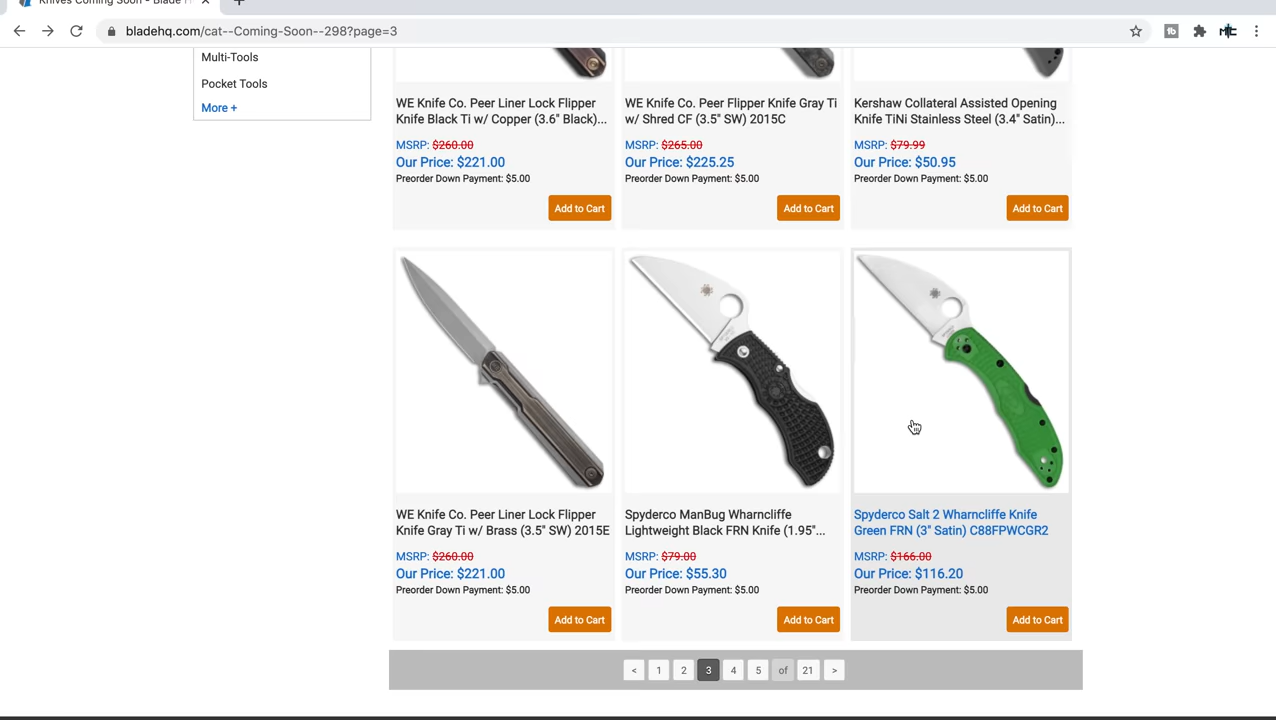 Knives Coming Soon - Blade H
bladehq.com/cat--Coming-Soon--298?page=3
Multi-Tools
Pocket Tools
More +
WE Knife Co. Peer Liner Lock Flipper
Knife Black Ti w/ Copper (3.6" Black)...
MSRP: $260.00
Our Price: $221.00
Preorder Down Payment: $5.00
Add to Cart
WE Knife Co. Peer Flipper Knife Gray Ti
w/ Shred CF (3.5" SW) 2015C
MSRP: $265.00
Our Price: $225.25
Preorder Down Payment: $5.00
Add to Cart
Kershaw Collateral Assisted Opening
Knife TiNi Stainless Steel (3.4" Satin)...
MSRP: $79.99
Our Price: $50.95
Preorder Down Payment: $5.00
Add to Cart
WE Knife Co. Peer Liner Lock Flipper
Knife Gray Ti w/ Brass (3.5" SW) 2015E
MSRP: $260.00
Our Price: $221.00
Preorder Down Payment: $5.00
Add to Cart
Spyderco ManBug Wharncliffe
Lightweight Black FRN Knife (1.95"...
MSRP: $79.00
Our Price: $55.30
Preorder Down Payment: $5.00
Add to Cart
Spyderco Salt 2 Wharncliffe Knife
Green FRN (3" Satin) C88FPWCGR2
MSRP: $166.00
Our Price: $116.20
Preorder Down Payment: $5.00
Add to Cart
< 1 2 3 4 5 of 21 >